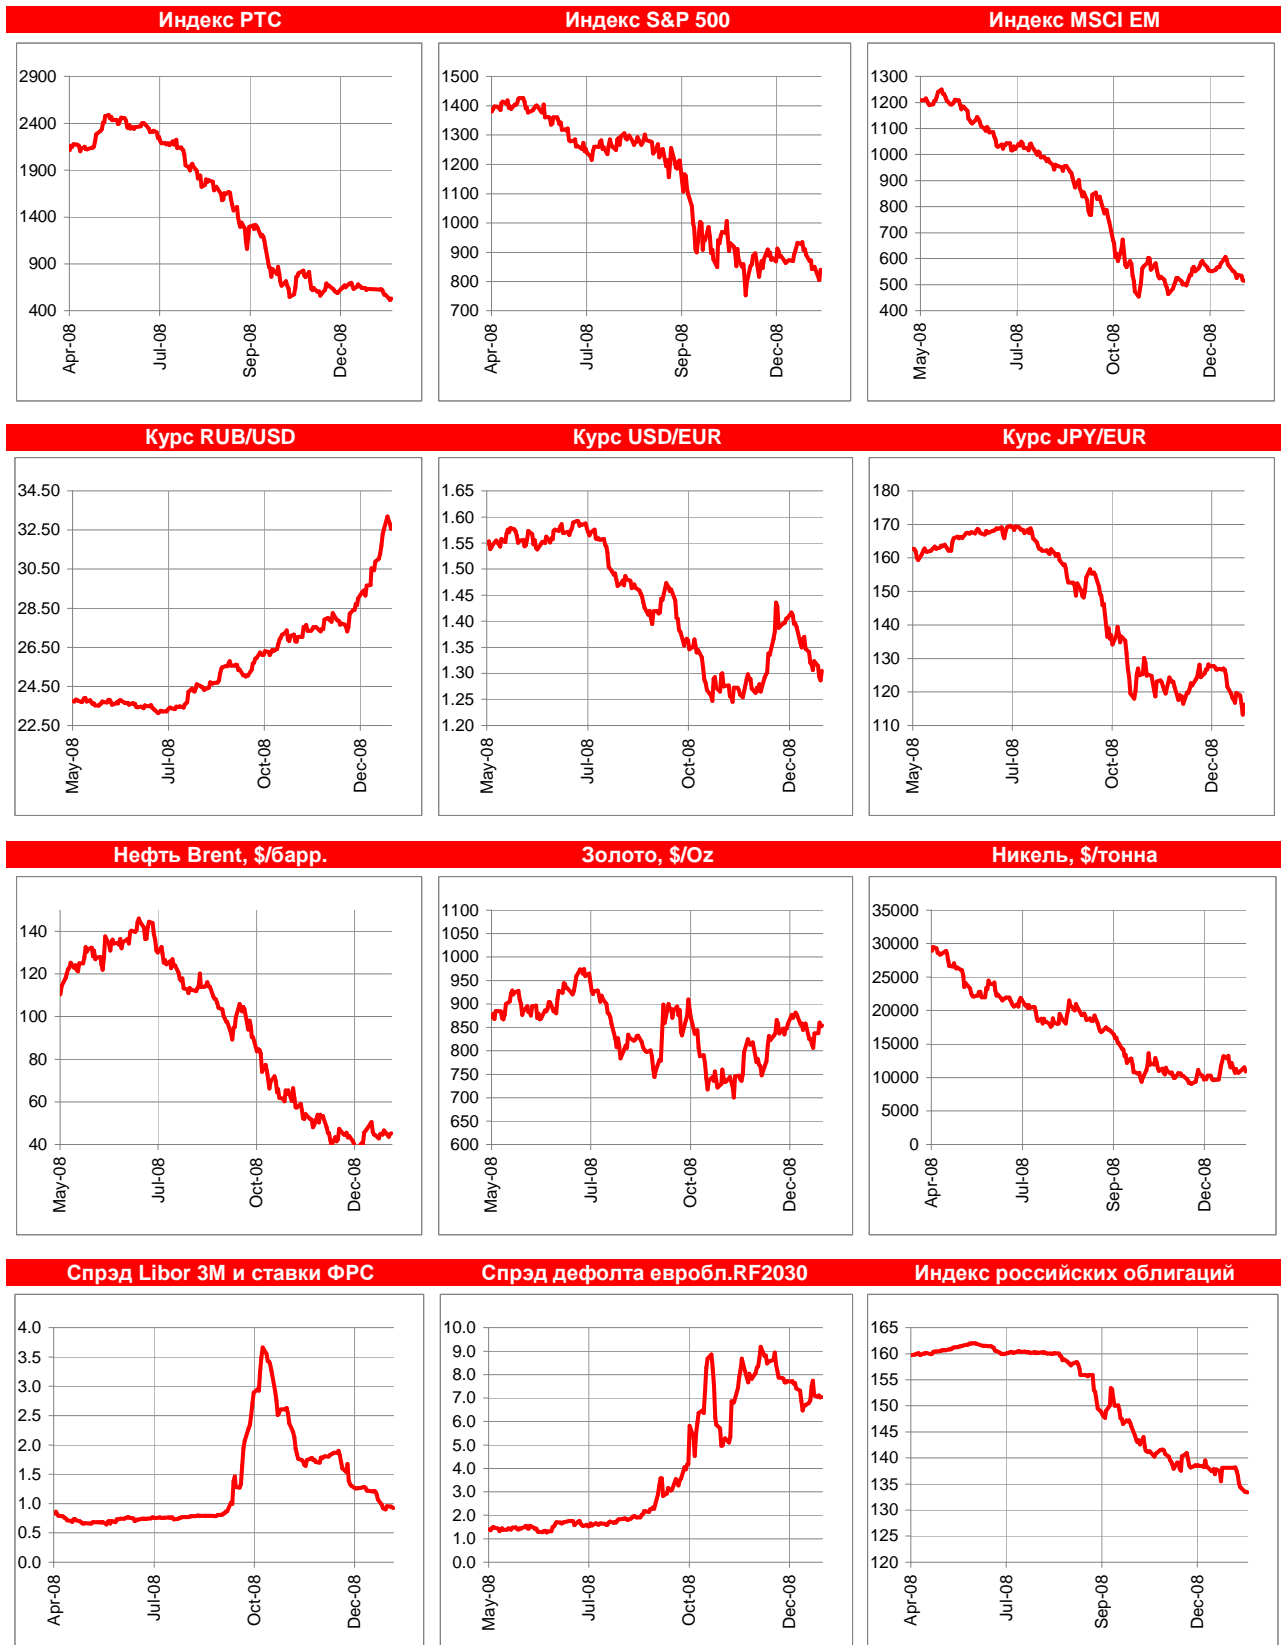 Индекс РТС
Индекс S&P 500
Индекс MSCI EM
2900
2400
1900
1400
900
400
Apr-08
Jul-08
Sep-08
Dec-08
1500
1400
1300
1200
1100
1000
900
800
700
Apr-08
Jul-08
Sep-08
Dec-08
1300
1200
1100
1000
900
800
700
600
500
400
May-08
Jul-08
Oct-08
Dec-08
Курс RUB/USD
Курс USD/EUR
Курс JPY/EUR
34.50
32.50
30.50
28.50
26.50
24.50
22.50
May-08
Jul-08
Oct-08
Dec-08
1.65
1.60
1.55
1.50
1.45
1.40
1.35
1.30
1.25
1.20
May-08
Jul-08
Oct-08
Dec-08
180
170
160
150
140
130
120
110
May-08
Jul-08
Oct-08
Dec-08
Нефть Brent, $/барр.
Золото, $/Oz
Никель, $/тонна
140
120
100
80
60
40
May-08
Jul-08
Oct-08
Dec-08
1100
1050
1000
950
900
850
800
750
700
650
600
May-08
Jul-08
Oct-08
Dec-08
35000
30000
25000
20000
15000
10000
5000
0
Apr-08
Jul-08
Sep-08
Dec-08
Спрэд Libor 3M и ставки ФРС
Спрэд дефолта евробл.RF2030
Индекс российских облигаций
4.0
3.5
3.0
2.5
2.0
1.5
1.0
0.5
0.0
Apr-08
Jul-08
Oct-08
Dec-08
10.0
9.0
8.0
7.0
6.0
5.0
4.0
3.0
2.0
1.0
0.0
May-08
Jul-08
Oct-08
Dec-08
165
160
155
150
145
140
135
130
125
120
Apr-08
Sep-08
Dec-08